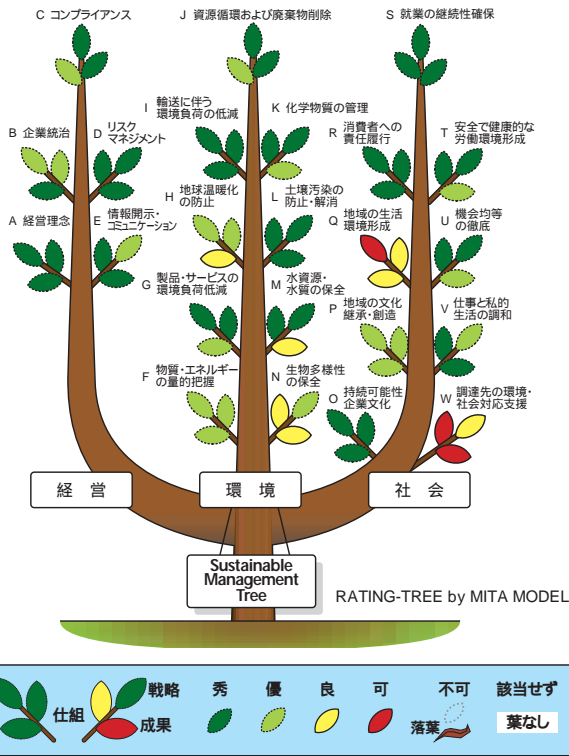 C コンプライアンス
J 資源循環および廃棄物削減
S 就業の継続性確保
I 輸送に伴う
環境負荷の低減
K 化学物質の管理
B 企業統治
D リスク
マネジメント
R 消費者への
責任履行
T 安全で健康的な
労働環境形成
H 地球温暖化
の防止
L 土壌汚染の
防止・解消
A 経営理念
E 情報開示・
コミュニケーション
Q 地域の生活
環境形成
U 機会均等
の徹底
G 製品・サービスの
環境負荷低減
M 水資源・
水質の保全
P 地域の文化
継承・創造
V 仕事と私的
生活の調和
F 物質・エネルギー
の量的把握
N 生物多様性
の保全
O 持続可能性
企業文化
W 調達先の環境・
社会対応支援
経 営
環 境
社 会
Sustainable
Management
Tree
RATING-TREE by MITA MODEL
仕組
戦略
成果
秀
優
良
可
不可
落葉
該当せず
葉なし